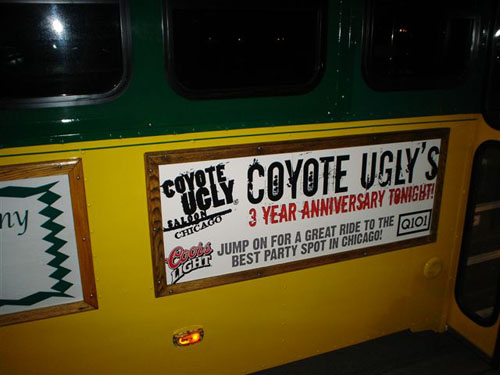 ny
COYOTE
UGLY
SALOON
CHICAGO
COYOTE UGLY'S
3 YEAR ANNIVERSARY TONIGHT!
Coors
LIGHT
JUMP ON FOR A GREAT RIDE TO THE
BEST PARTY SPOT IN CHICAGO!
Q101